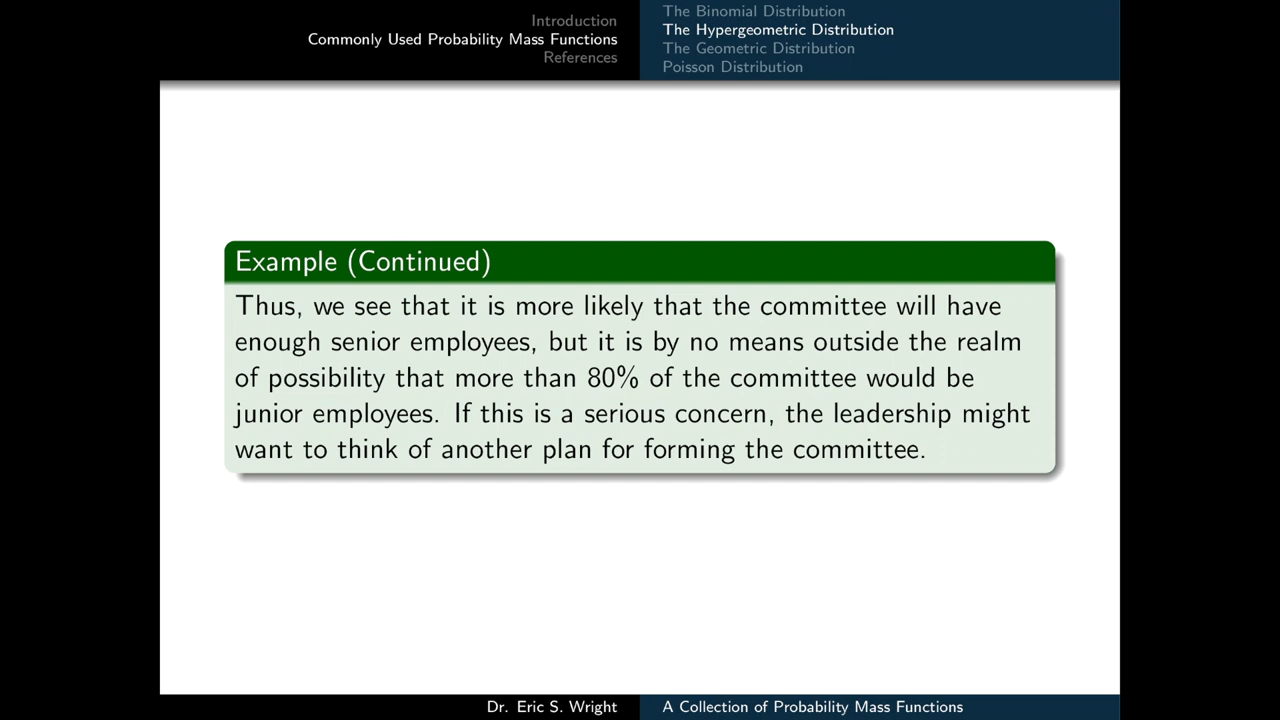 Introduction
Commonly Used Probability Mass Functions
References
The Binomial Distribution
The Hypergeometric Distribution
The Geometric Distribution
Poisson Distribution
Example (Continued)
Thus, we see that it is more likely that the committee will have
enough senior employees, but it is by no means outside the realm
of possibility that more than 80% of the committee would be
junior employees. If this is a serious concern, the leadership might
want to think of another plan for forming the committee.
Dr. Eric S. Wright
A Collection of Probability Mass Functions